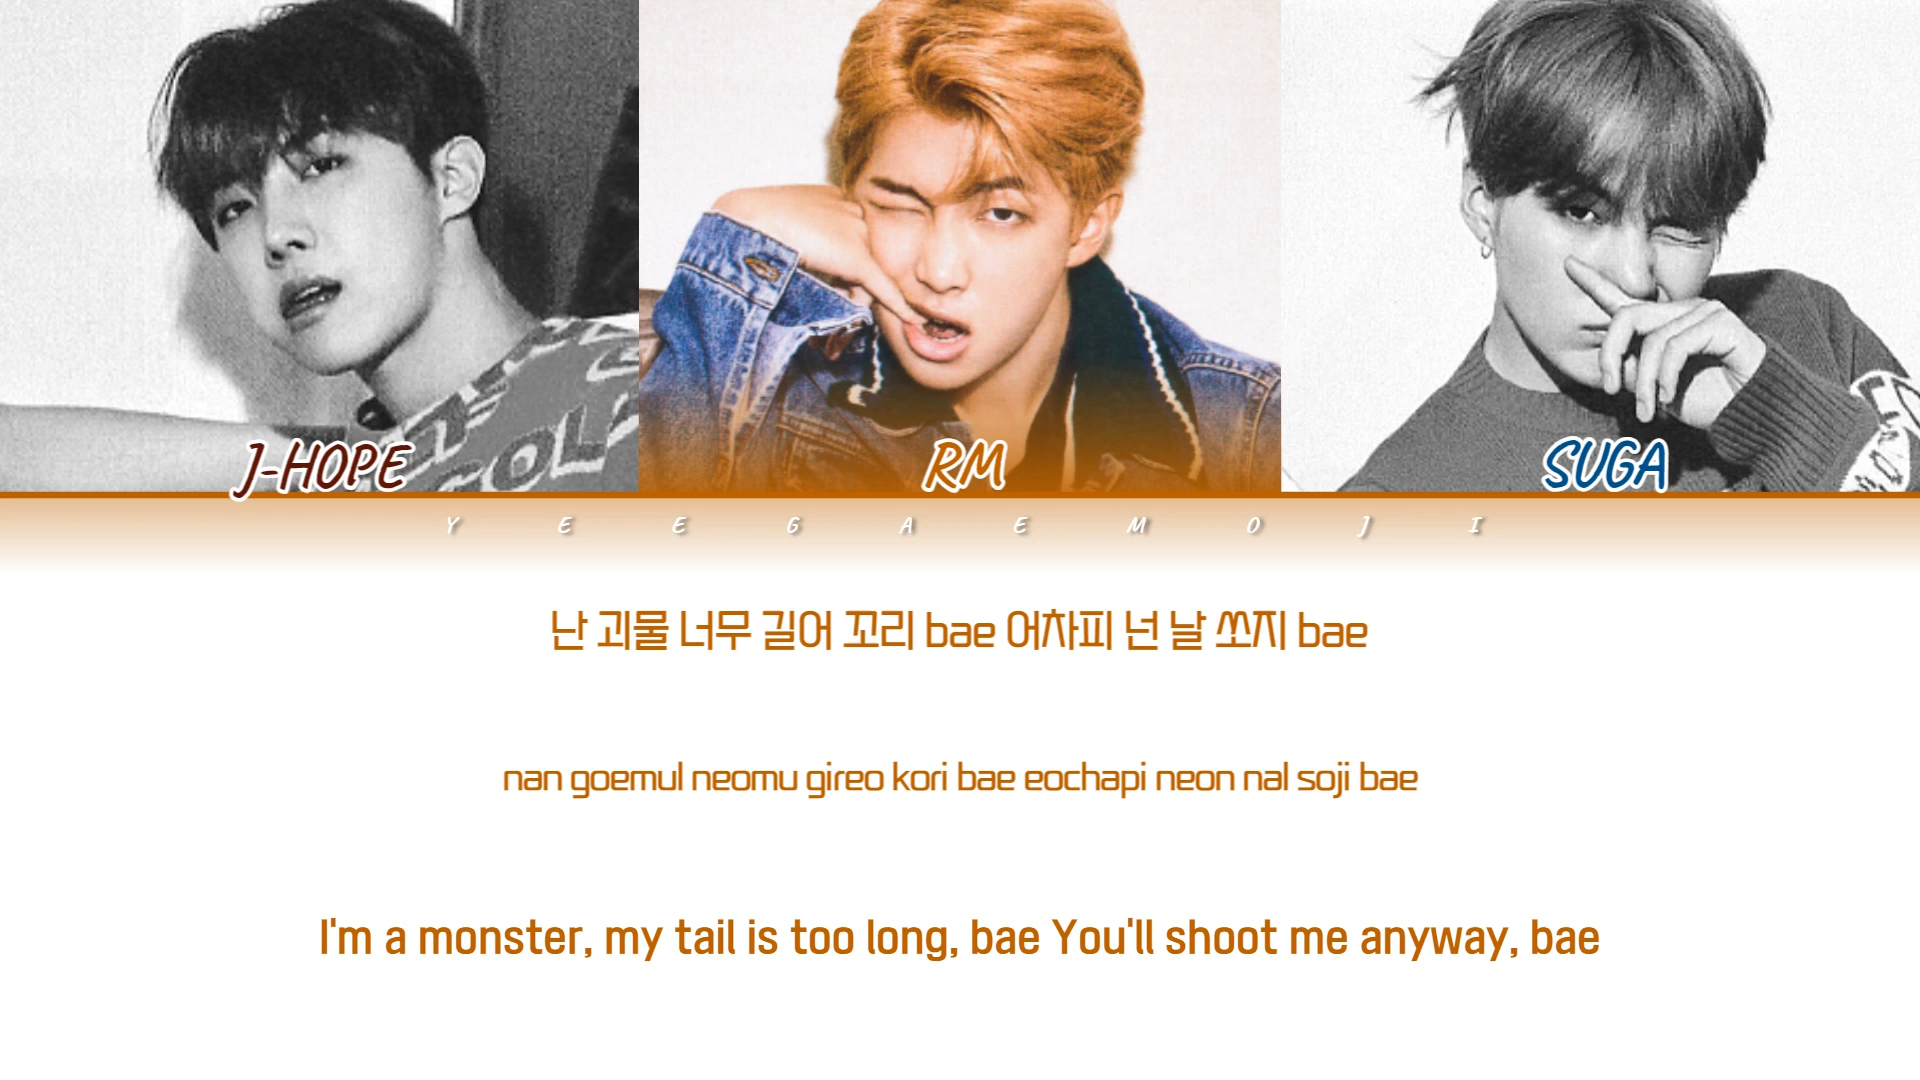 J-HOPE
RM
SUGA
Y E E G A E M O J I
난 괴물 너무 길어 꼬리 bae 어차피 넌 날 쏘지 bae
nan goemul neomu gireo kori bae eochapi neon nal soji bae
I'm a monster, my tail is too long, bae You'll shoot me anyway, bae